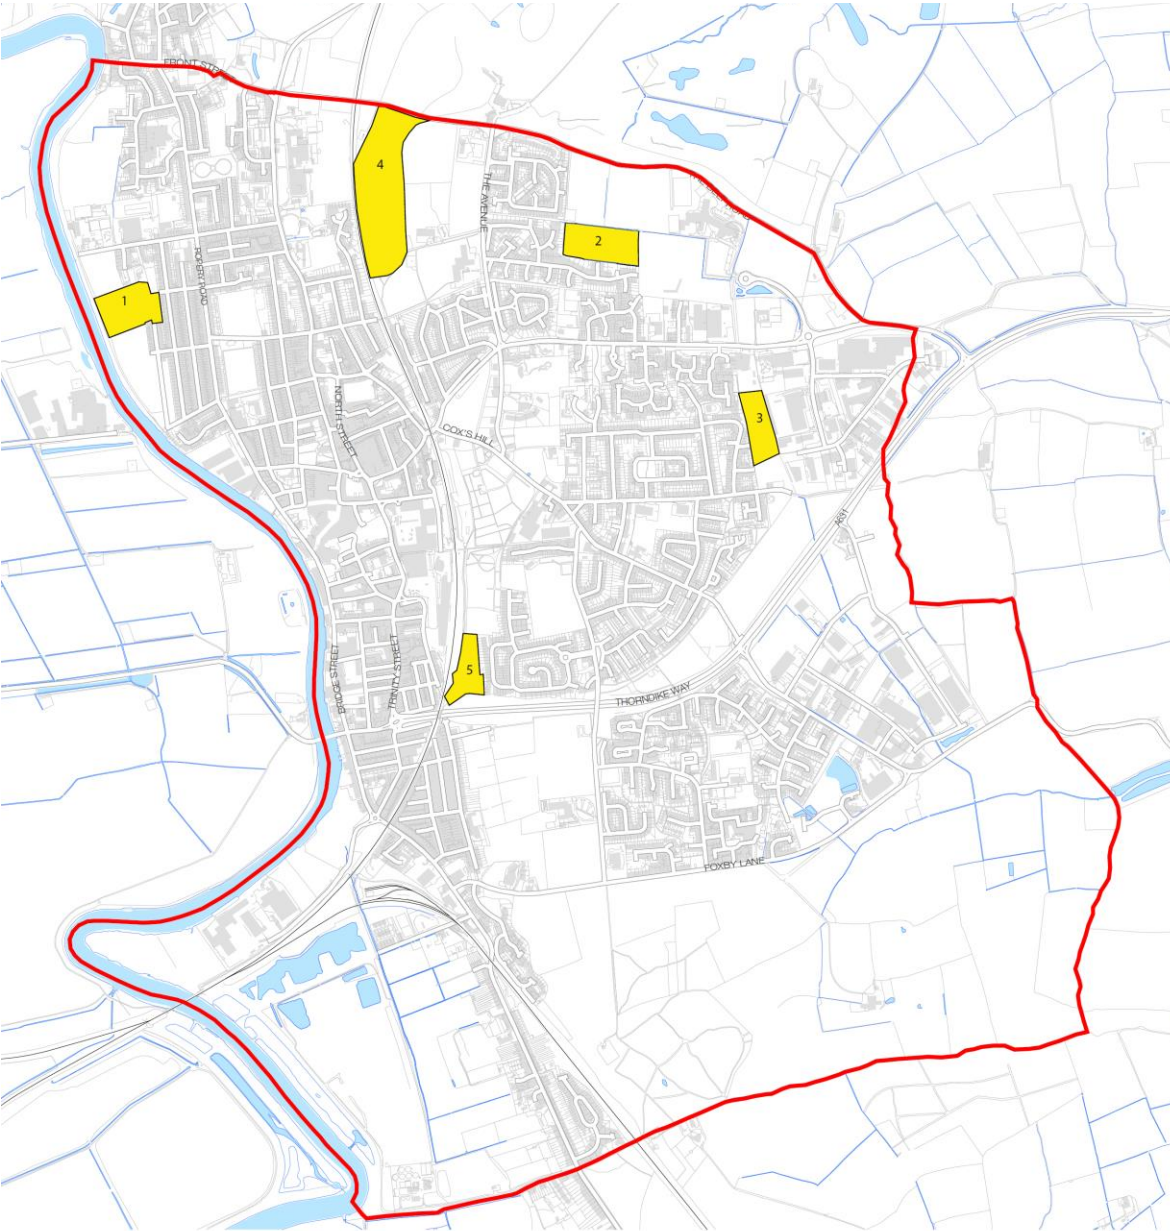 FRONT STREET
4
THE AVENUE
2
ROPERY ROAD
1
3
NORTH STREET
COX'S HILL
A631
5
BRIDGE STREET
TRINITY STREET
THORNDIKE WAY
FOXBY LANE